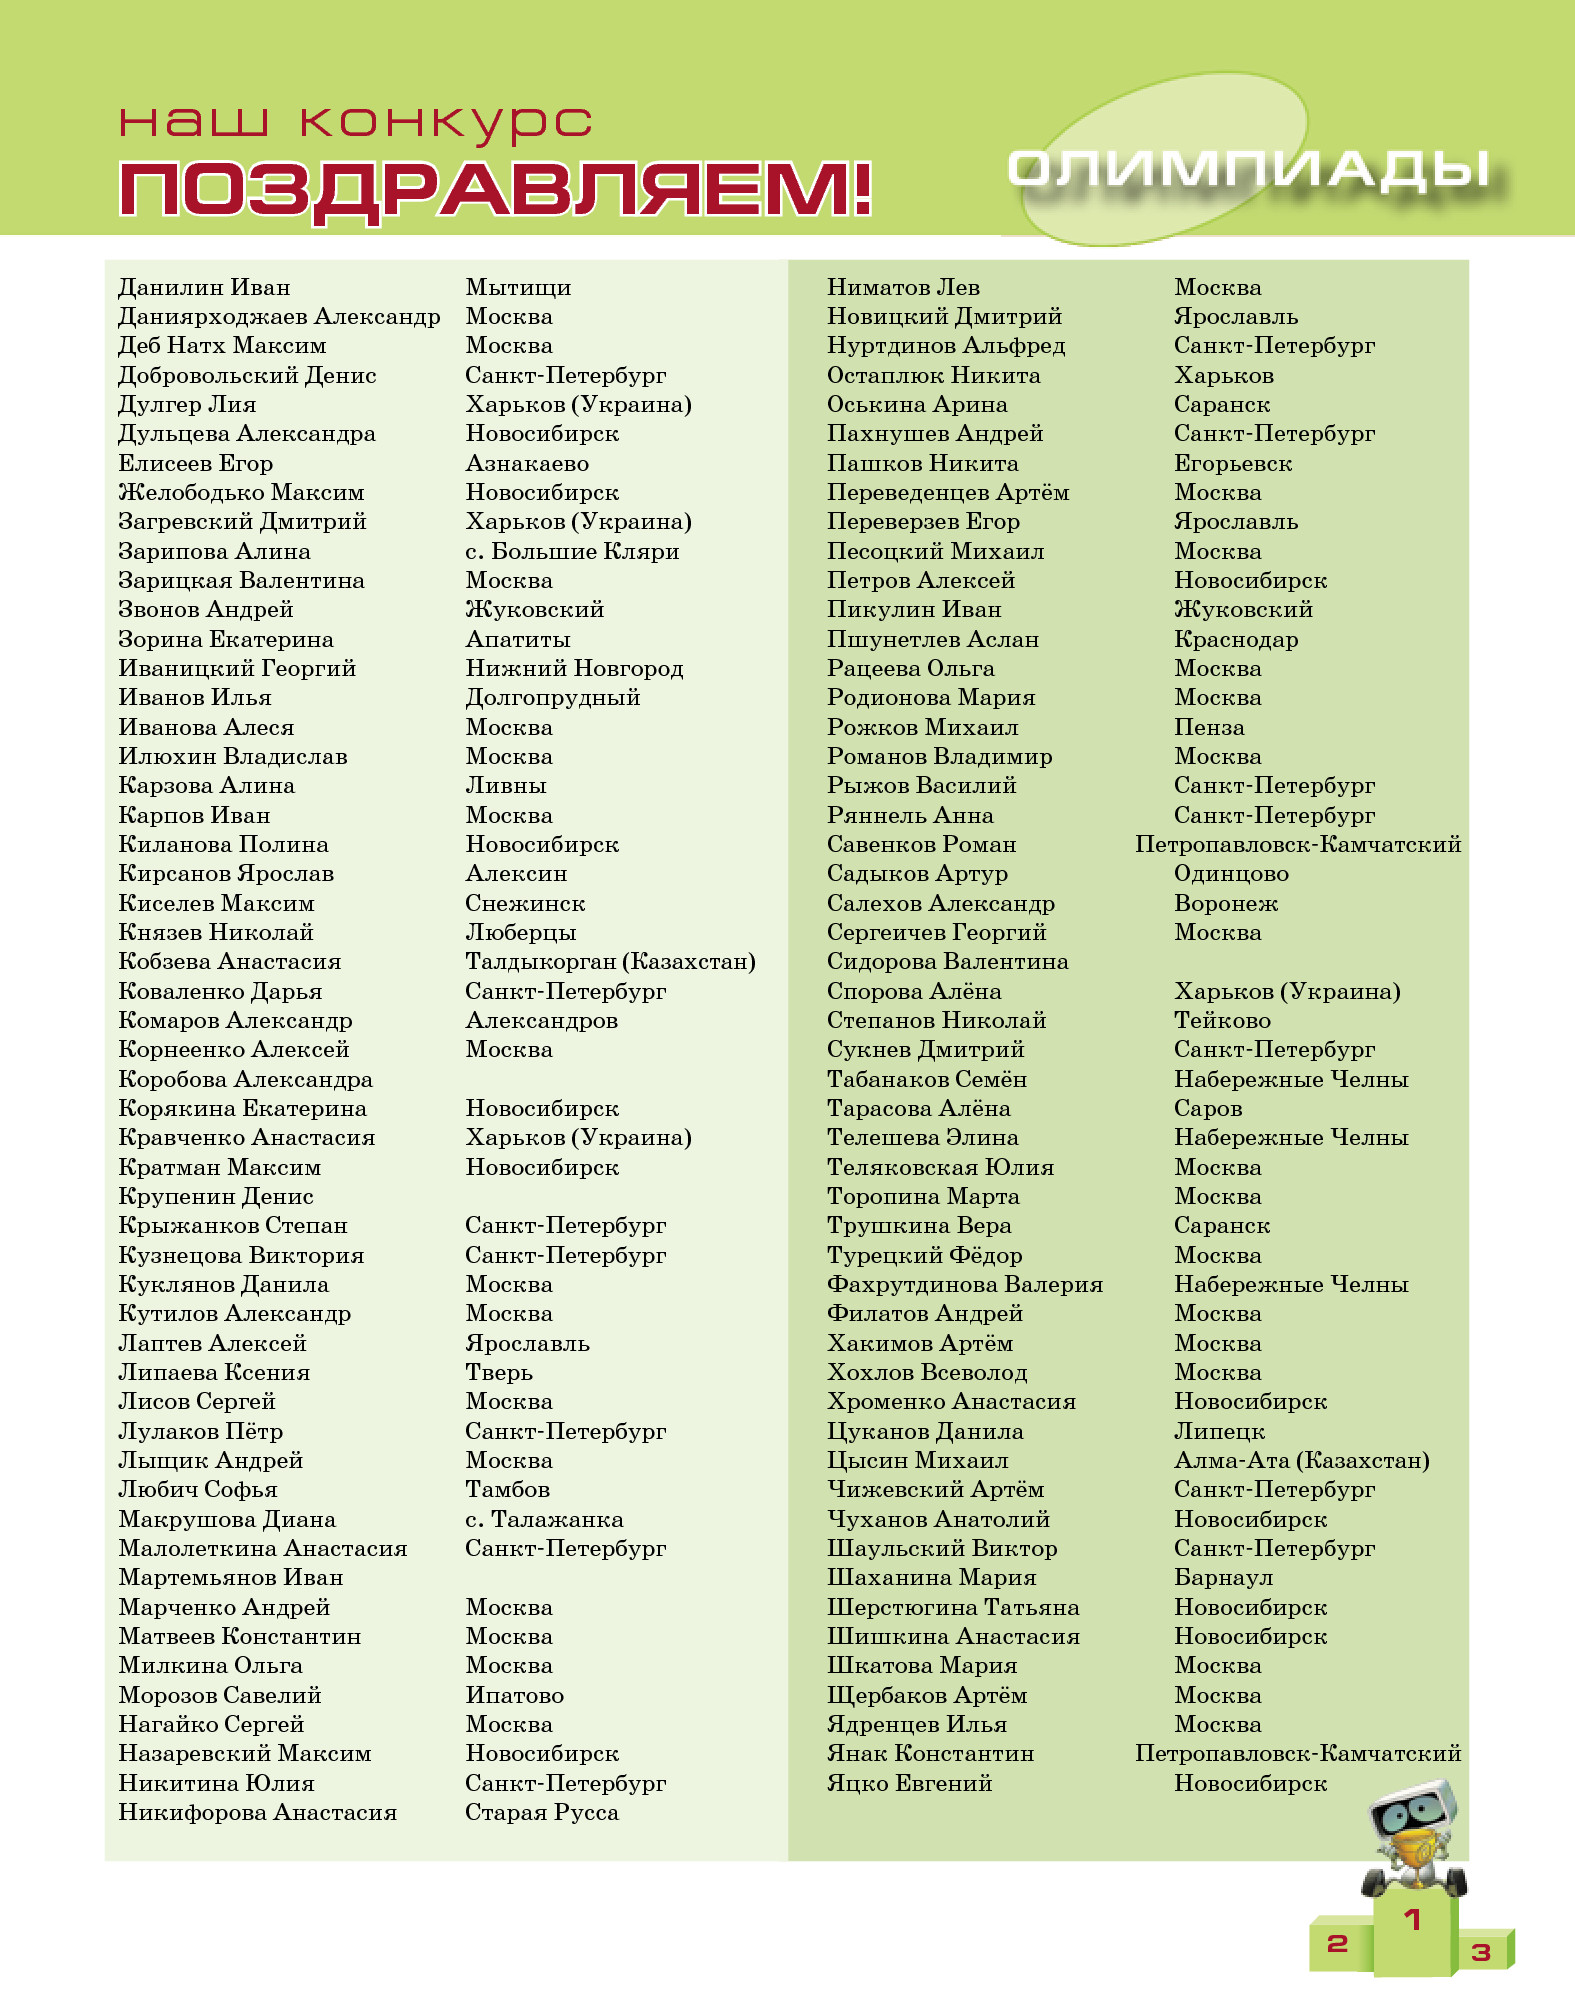 наш конкурс
ПОЗДРАВЛЯЕМ!
ОЛИМПИАДЫ
Данилин Иван Мытищи
Даниярходжаев Александр Москва
Деб Натх Максим Москва
Добровольский Денис Санкт-Петербург
Дулгер Лия Харьков (Украина)
Дульцева Александра Новосибирск
Елисеев Егор Азнакаево
Желободько Максим Новосибирск
Загревский Дмитрий Харьков (Украина)
Зарипова Алина с. Большие Кляри
Зарицкая Валентина Москва
Звонов Андрей Жуковский
Зорина Екатерина Апатиты
Иваницкий Георгий Нижний Новгород
Иванов Илья Долгопрудный
Иванова Алеся Москва
Илюхин Владислав Москва
Карзова Алина Ливны
Карпов Иван Москва
Киланова Полина Новосибирск
Кирсанов Ярослав Алексин
Киселев Максим Снежинск
Князев Николай Люберцы
Кобзева Анастасия Талдыкорган (Казахстан)
Коваленко Дарья Санкт-Петербург
Комаров Александр Александров
Корнеенко Алексей Москва
Коробова Александра
Корякина Екатерина Новосибирск
Кравченко Анастасия Харьков (Украина)
Кратман Максим Новосибирск
Крупенин Денис
Крыжанков Степан Санкт-Петербург
Кузнецова Виктория Санкт-Петербург
Куклянов Данила Москва
Кутилов Александр Москва
Лаптев Алексей Ярославль
Липаева Ксения Тверь
Лисов Сергей Москва
Лулаков Пётр Санкт-Петербург
Лыщик Андрей Москва
Любич Софья Тамбов
Макрушова Диана с. Талажанка
Малолеткина Анастасия Санкт-Петербург
Мартемьянов Иван
Марченко Андрей Москва
Матвеев Константин Москва
Милкина Ольга Москва
Морозов Савелий Ипатово
Нагайко Сергей Москва
Назаревский Максим Новосибирск
Никитина Юлия Санкт-Петербург
Никифорова Анастасия Старая Русса
Ниматов Лев Москва
Новицкий Дмитрий Ярославль
Нуртдинов Альфред Санкт-Петербург
Остаплюк Никита Харьков
Оськина Арина Саранск
Пахнушев Андрей Санкт-Петербург
Пашков Никита Егорьевск
Переведенцев Артём Москва
Переверзев Егор Ярославль
Песоцкий Михаил Москва
Петров Алексей Новосибирск
Пикулин Иван Жуковский
Пшунетлев Аслан Краснодар
Рацеева Ольга Москва
Родионова Мария Москва
Рожков Михаил Пенза
Романов Владимир Москва
Рыжов Василий Санкт-Петербург
Ряннель Анна Санкт-Петербург
Савенков Роман Петропавловск-Камчатский
Садыков Артур Одинцово
Салехов Александр Воронеж
Сергеичев Георгий Москва
Сидорова Валентина
Спорова Алёна Харьков (Украина)
Степанов Николай Тейково
Сукнев Дмитрий Санкт-Петербург
Табанаков Семён Набережные Челны
Тарасова Алёна Саров
Телешева Элина Набережные Челны
Теляковская Юлия Москва
Торопина Марта Москва
Трушкина Вера Саранск
Турецкий Фёдор Москва
Фахрутдинова Валерия Набережные Челны
Филатов Андрей Москва
Хакимов Артём Москва
Хохлов Всеволод Москва
Хроменко Анастасия Новосибирск
Цуканов Данила Липецк
Цысин Михаил Алма-Ата (Казахстан)
Чижевский Артём Санкт-Петербург
Чуханов Анатолий Новосибирск
Шаульский Виктор Санкт-Петербург
Шаханина Мария Барнаул
Шерстюгина Татьяна Новосибирск
Шишкина Анастасия Новосибирск
Шкатова Мария Москва
Щербаков Артём Москва
Ядренцев Илья Москва
Янак Константин Петропавловск-Камчатский
Яцко Евгений Новосибирск
1
2
3